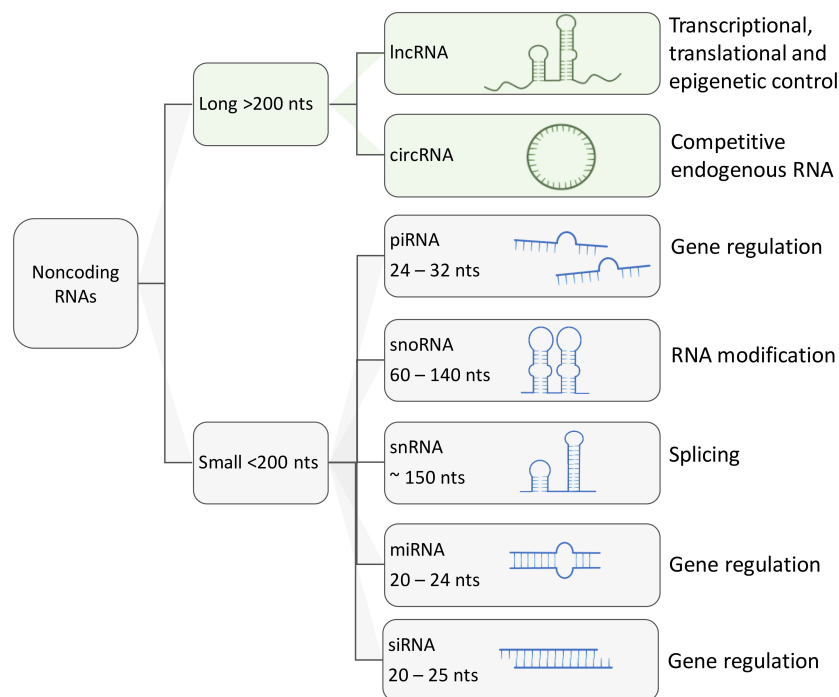 Noncoding
RNAs
Long >200 nts
lncRNA
Transcriptional,
translational and
epigenetic control
circRNA
Competitive
endogenous RNA
Small <200 nts
piRNA
24 – 32 nts
Gene regulation
snoRNA
60 – 140 nts
RNA modification
snRNA
~ 150 nts
Splicing
miRNA
20 – 24 nts
Gene regulation
siRNA
20 – 25 nts
Gene regulation